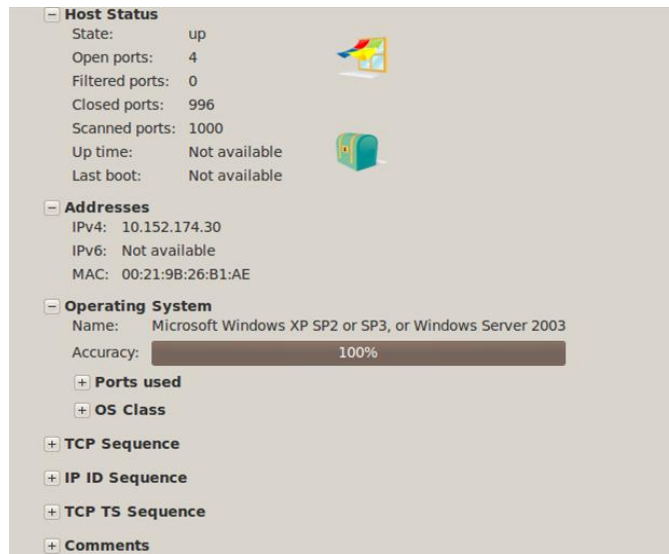 Host Status
State: up
Open ports: 4
Filtered ports: 0
Closed ports: 996
Scanned ports: 1000
Up time: Not available
Last boot: Not available
Addresses
IPv4: 10.152.174.30
IPv6: Not available
MAC: 00:21:9B:26:B1:AE
Operating System
Name: Microsoft Windows XP SP2 or SP3, or Windows Server 2003
Accuracy: 100%
Ports used
OS Class
TCP Sequence
IP ID Sequence
TCP TS Sequence
Comments